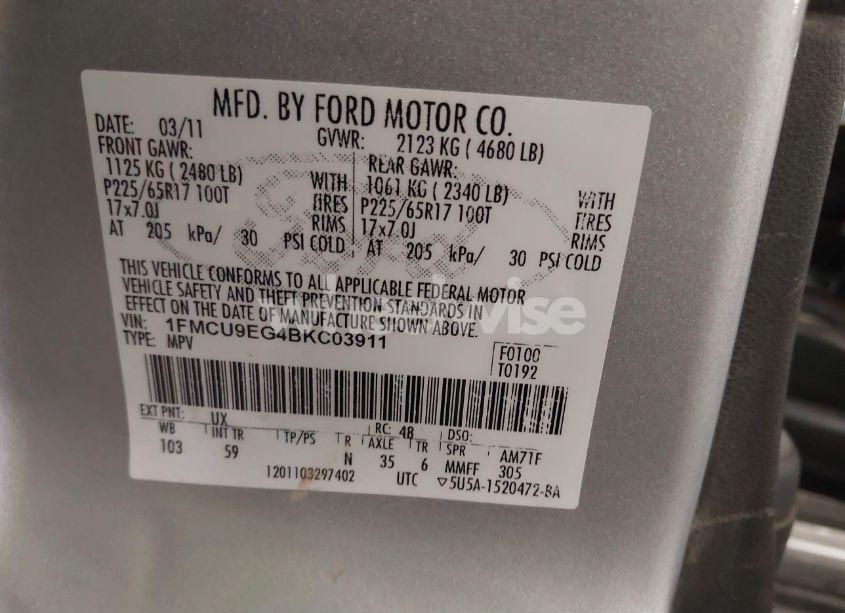 MFD. BY FORD MOTOR CO.
DATE: 03/11 GVWR: 2123 KG ( 4680 LB)
FRONT GAWR: REAR GAWR:
1125 KG ( 2480 LB) WITH 1061 KG ( 2340 LB) WITH
P225/65R17 100T TIRES P225/65R17 100T TIRES
17x7.0J RIMS 17x7.0J RIMS
AT 205 kPa/ 30 PSI COLD AT 205 kPa/ 30 PSI COLD
THIS VEHICLE CONFORMS TO ALL APPLICABLE FEDERAL MOTOR
VEHICLE SAFETY AND THEFT PREVENTION STANDARDS IN
EFFECT ON THE DATE OF MANUFACTURE SHOWN ABOVE.
VIN: 1FMCU9EG4BKC03911
TYPE: MPV
F0100
T0192
EXT PNT: UX RC: 48 DSO:
WB INT TR TP/PS R AXLE TR SPR AM71F
103 59 N 35 6 MMFF 305
1201103297402 UTC ▽5U5A-1520472-BA